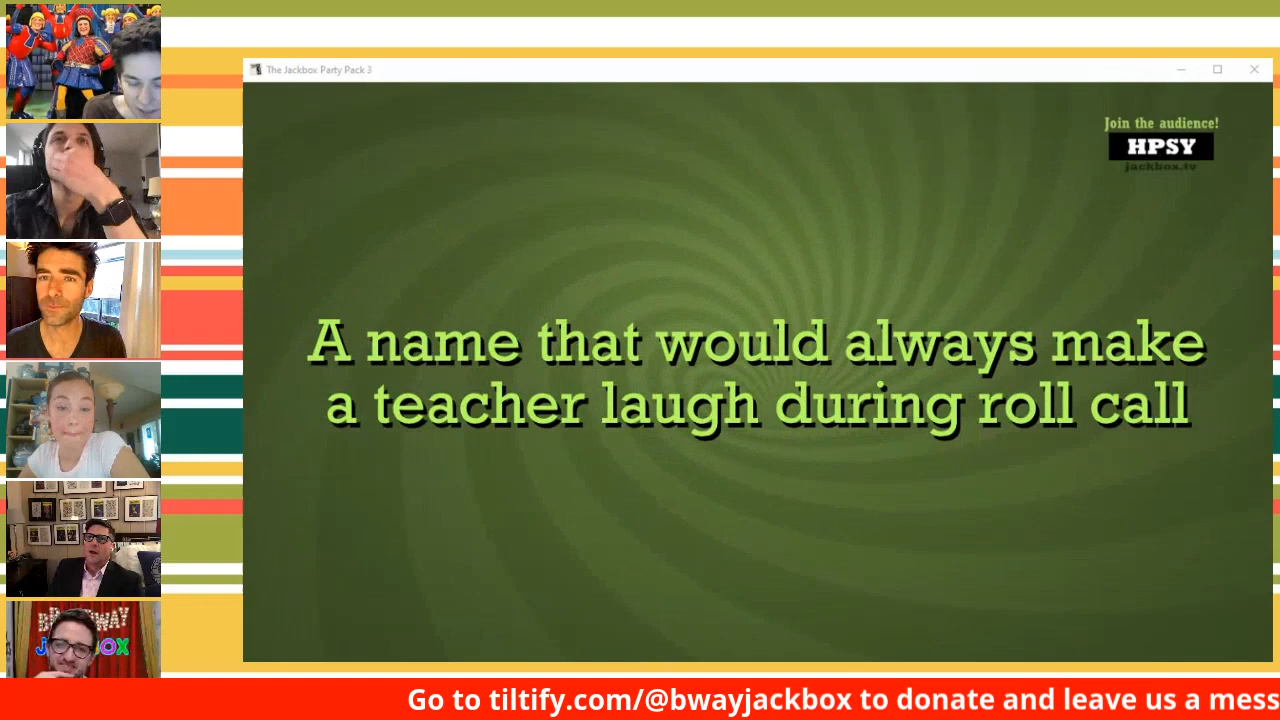 The Jackbox Party Pack 3
Join the audience!
HPSY
jackbox.tv
A name that would always make
a teacher laugh during roll call
Go to tiltify.com/@bwayjackbox to donate and leave us a mess